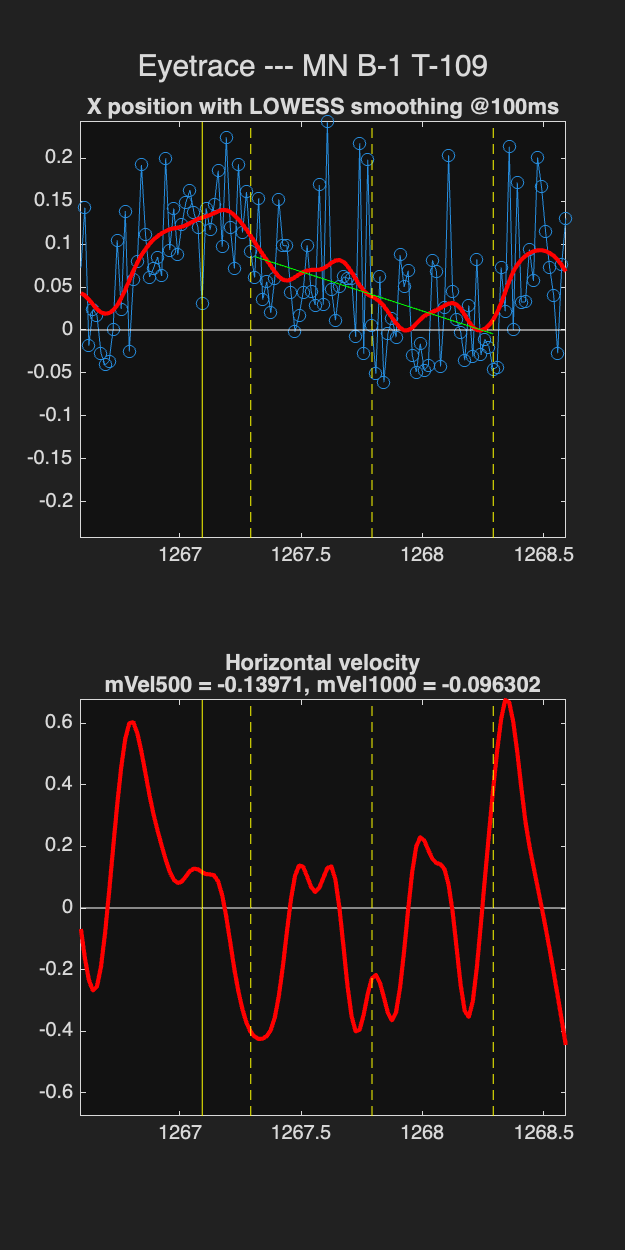 Eyetrace --- MN B-1 T-109
X position with LOWESS smoothing @100ms
0.2
0.15
0.1
0.05
0
-0.05
-0.1
-0.15
-0.2
1267 1267.5 1268 1268.5
Horizontal velocity
mVel500 = -0.13971, mVel1000 = -0.096302
0.6
0.4
0.2
0
-0.2
-0.4
-0.6
1267 1267.5 1268 1268.5